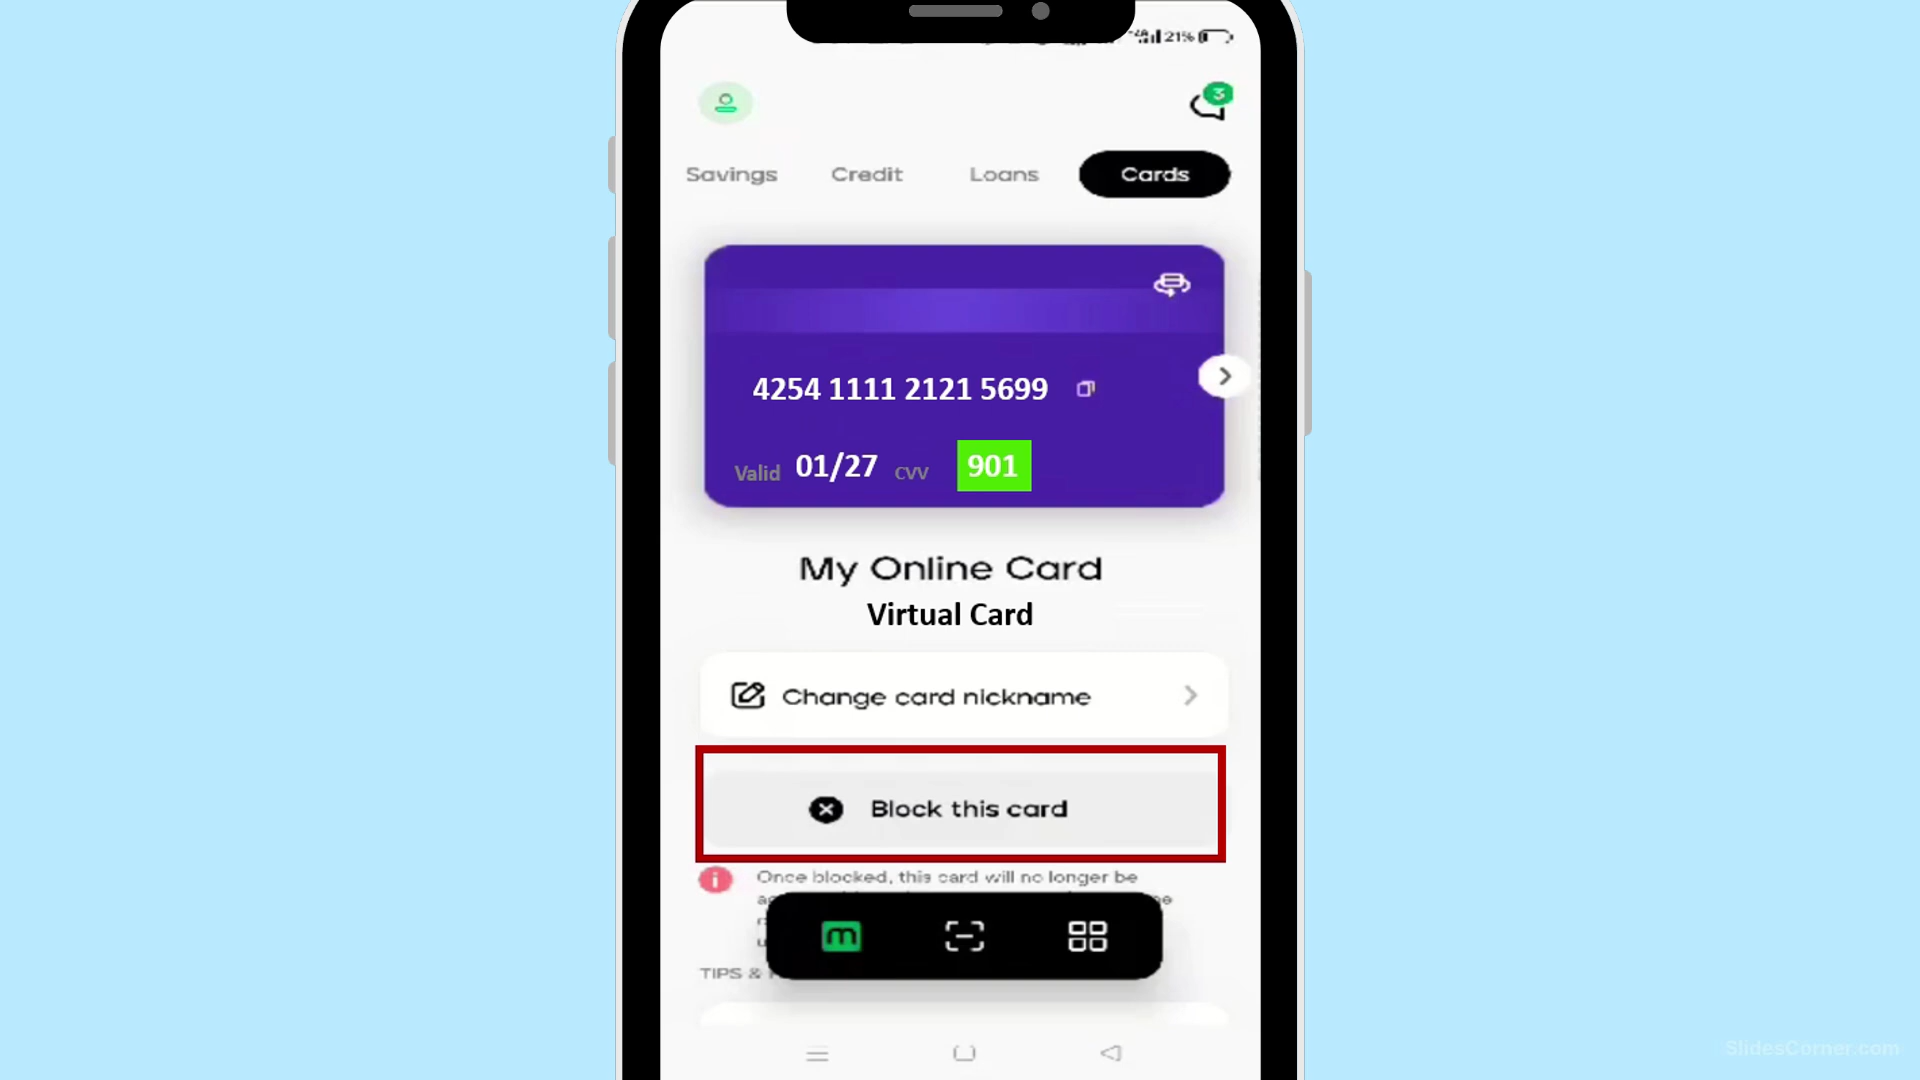 21%
3
Savings Credit Loans Cards
4254 1111 2121 5699
Valid 01/27 CVV 901
My Online Card
Virtual Card
Change card nickname
Block this card
Once blocked, this card will no longer be
m
TIPS &
SlidesCorner.com